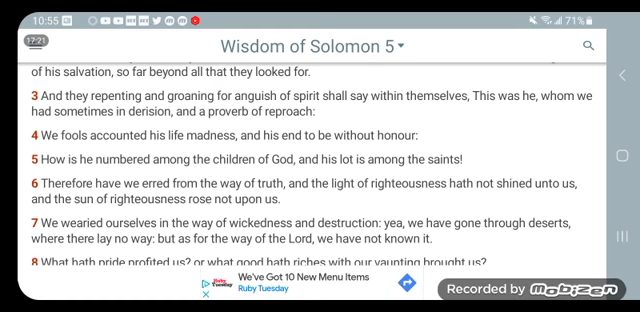 10:55
71%
17:21
Wisdom of Solomon 5
of his salvation, so far beyond all that they looked for.
3 And they repenting and groaning for anguish of spirit shall say within themselves, This was he, whom we
had sometimes in derision, and a proverb of reproach:
4 We fools accounted his life madness, and his end to be without honour:
5 How is he numbered among the children of God, and his lot is among the saints!
6 Therefore have we erred from the way of truth, and the light of righteousness hath not shined unto us,
and the sun of righteousness rose not upon us.
7 We wearied ourselves in the way of wickedness and destruction: yea, we have gone through deserts,
where there lay no way: but as for the way of the Lord, we have not known it.
8 What hath pride profited us? or what good hath riches with our vaunting brought us?
Ruby Tuesday
We've Got 10 New Menu Items
Ruby Tuesday
Recorded by Mobizen